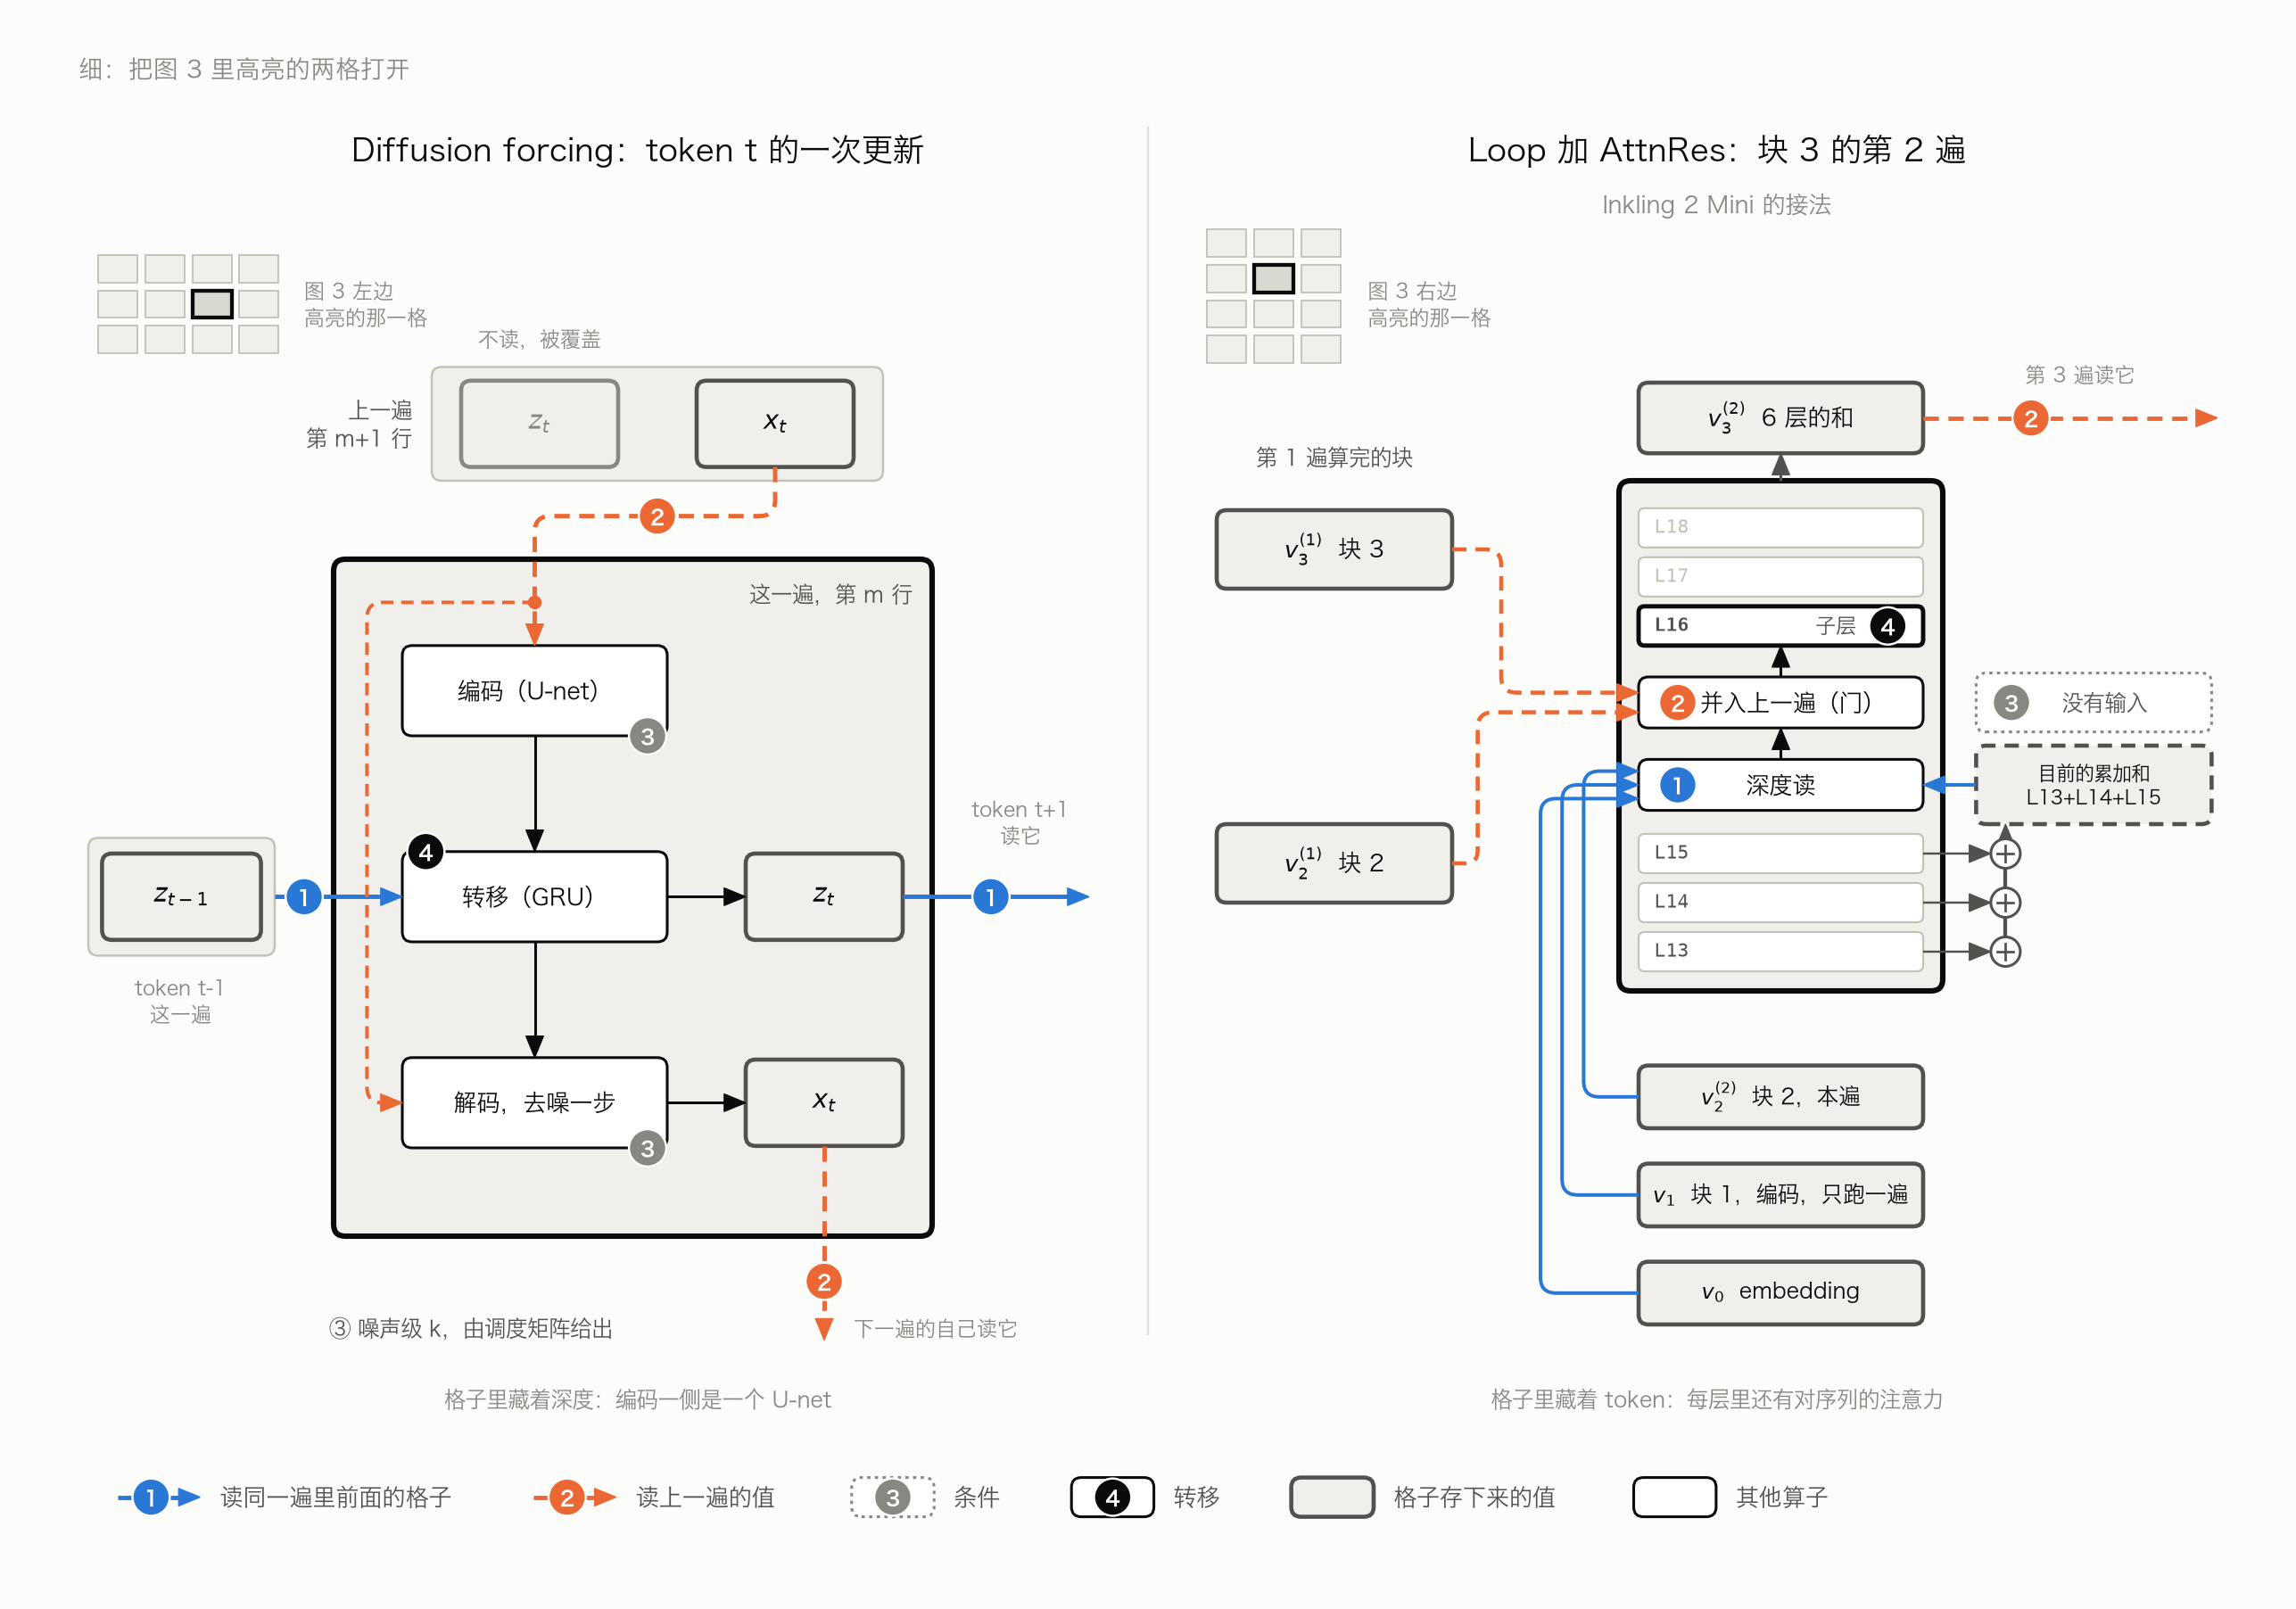 细：把图 3 里高亮的两格打开
Diffusion forcing：token t 的一次更新
图 3 左边
高亮的那一格
不读，被覆盖
上一遍
第 m+1 行
z_t
x_t
2
这一遍，第 m 行
编码（U-net）
3
4
转移（GRU）
z_{t−1}
1
token t-1
这一遍
z_t
1
token t+1
读它
解码，去噪一步
3
x_t
2
③ 噪声级 k，由调度矩阵给出
下一遍的自己读它
格子里藏着深度：编码一侧是一个 U-net
Loop 加 AttnRes：块 3 的第 2 遍
Inkling 2 Mini 的接法
图 3 右边
高亮的那一格
第 3 遍读它
v_3^{(2)} 6 层的和
2
第 1 遍算完的块
v_3^{(1)} 块 3
v_2^{(1)} 块 2
L18
L17
L16 子层 4
2 并入上一遍（门）
3 没有输入
1 深度读
目前的累加和
L13+L14+L15
L15
L14
L13
v_2^{(2)} 块 2，本遍
v_1 块 1，编码，只跑一遍
v_0 embedding
格子里藏着 token：每层里还有对序列的注意力
1 读同一遍里前面的格子
2 读上一遍的值
3 条件
4 转移
格子存下来的值
其他算子